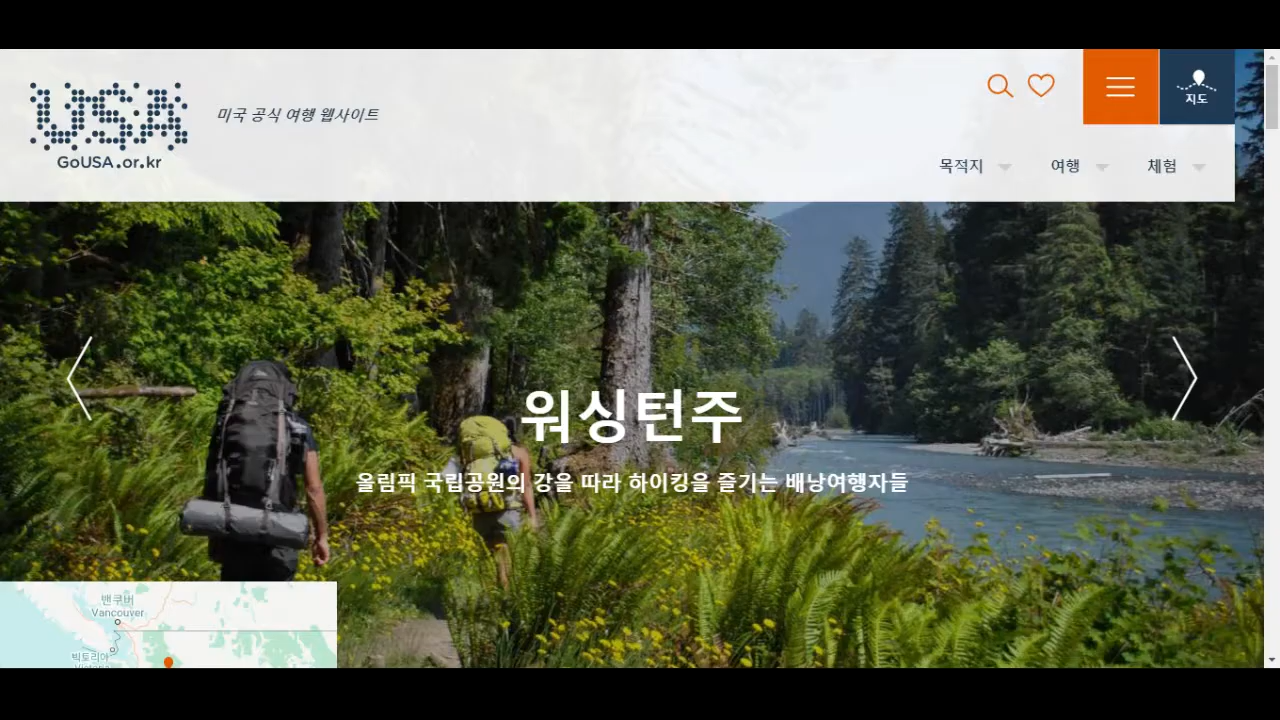 USA
GoUSA.or.kr
미국 공식 여행 웹사이트
지도
목적지
여행
체험
워싱턴주
올림픽 국립공원의 강을 따라 하이킹을 즐기는 배낭여행자들
밴쿠버
Vancouver
빅토리아
Victoria